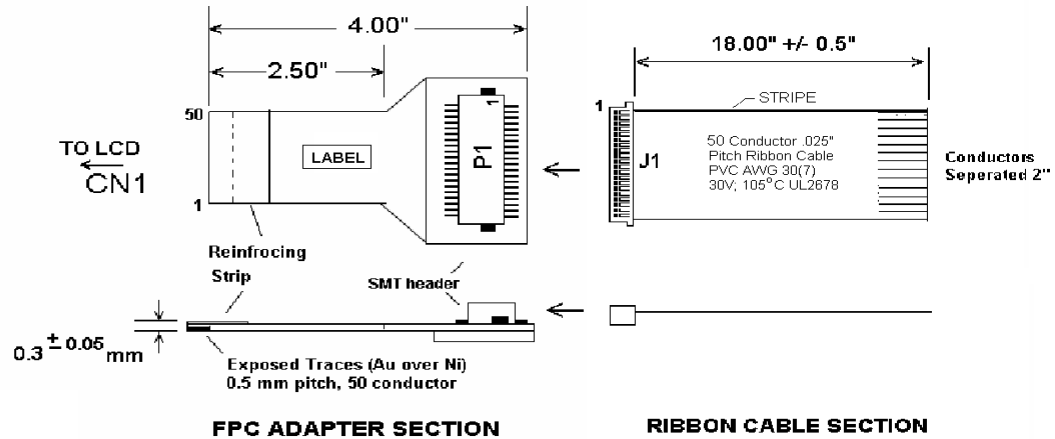 4.00"
2.50"
18.00" +/- 0.5"
50
1
TO LCD
CN1
LABEL
1
P1
1
STRIPE
J1
50 Conductor .025"
Pitch Ribbon Cable
PVC AWG 30(7)
30V; 105°C UL2678
Conductors
Seperated 2"
Reinfrocing
Strip
SMT header
0.3 ± 0.05 mm
Exposed Traces (Au over Ni)
0.5 mm pitch, 50 conductor
FPC ADAPTER SECTION
RIBBON CABLE SECTION